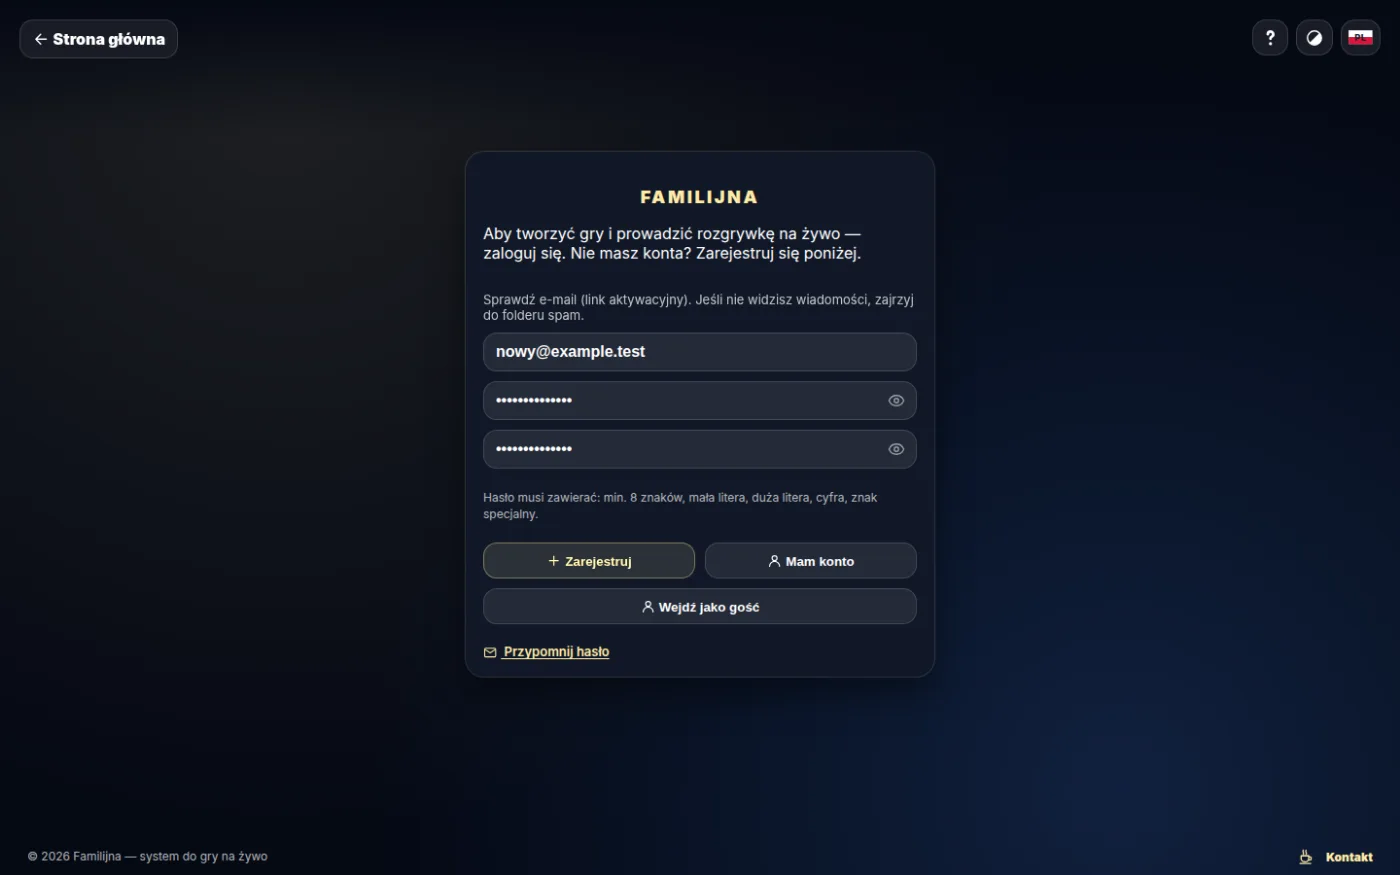 ← Strona główna
?
PL
FAMILIJNA
Aby tworzyć gry i prowadzić rozgrywkę na żywo —
zaloguj się. Nie masz konta? Zarejestruj się poniżej.
Sprawdź e-mail (link aktywacyjny). Jeśli nie widzisz wiadomości, zajrzyj
do folderu spam.
nowy@example.test
••••••••••••••
••••••••••••••
Hasło musi zawierać: min. 8 znaków, mała litera, duża litera, cyfra, znak
specjalny.
+ Zarejestruj
Mam konto
Wejdź jako gość
Przypomnij hasło
© 2026 Familijna — system do gry na żywo
Kontakt